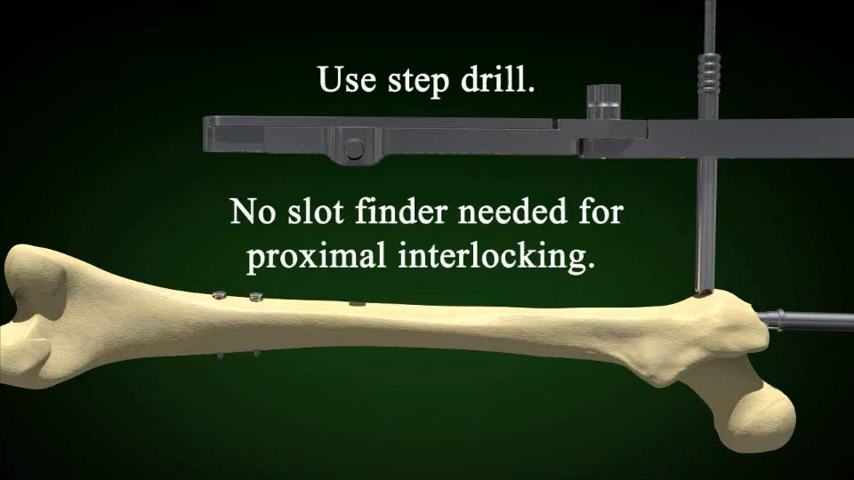 Use step drill.
No slot finder needed for
proximal interlocking.